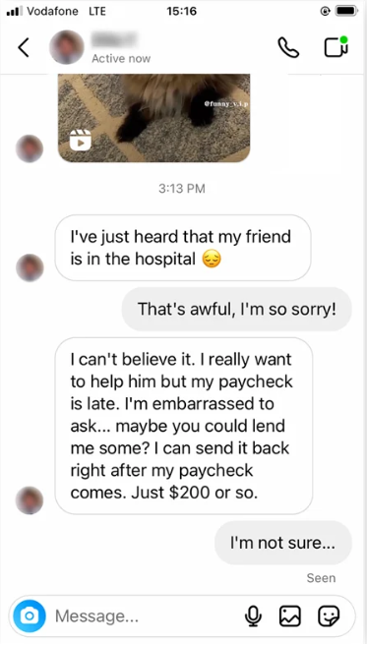 Vodafone LTE 15:16
Active now
@funny_v.i.p
3:13 PM
I've just heard that my friend
is in the hospital 😔
That's awful, I'm so sorry!
I can't believe it. I really want
to help him but my paycheck
is late. I'm embarrassed to
ask... maybe you could lend
me some? I can send it back
right after my paycheck
comes. Just $200 or so.
I'm not sure...
Seen
Message...